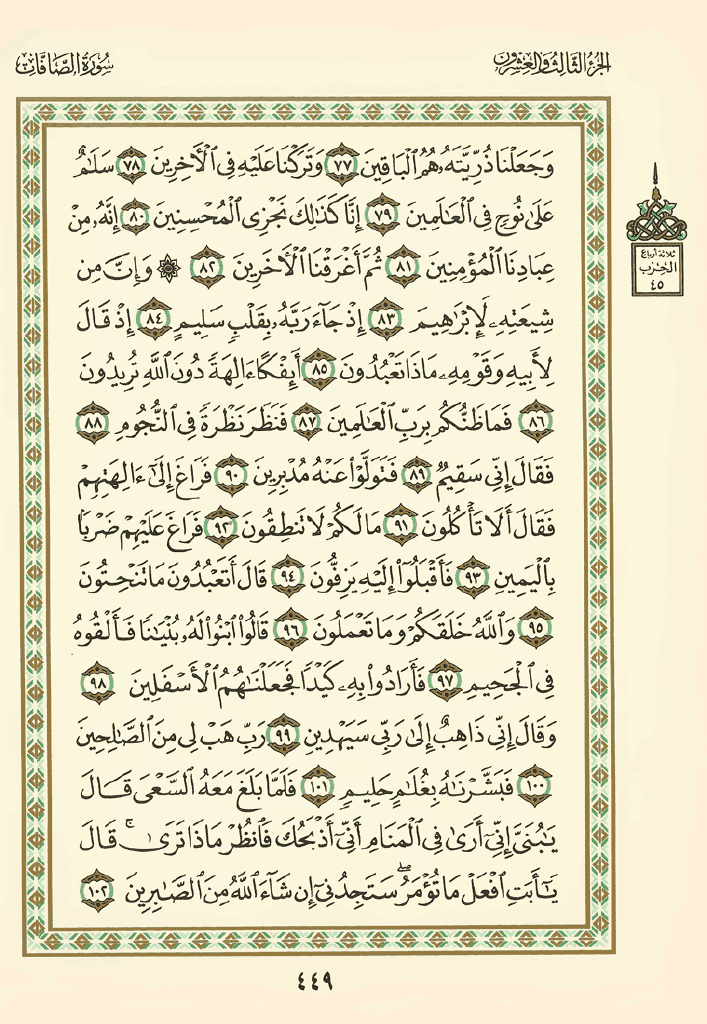 الجزء الثالث والعشرون
سورة الصافات
وَجَعَلْنَا ذُرِّيَّتَهُۥ هُمُ ٱلْبَاقِينَ ٧٧ وَتَرَكْنَا عَلَيْهِ فِى ٱلْأَخِرِينَ ٧٨ سَلَٰمٌ
عَلَىٰ نُوحٍ فِى ٱلْعَٰلَمِينَ ٧٩ إِنَّا كَذَٰلِكَ نَجْزِى ٱلْمُحْسِنِينَ ٨٠ إِنَّهُۥ مِنْ
عِبَادِنَا ٱلْمُؤْمِنِينَ ٨١ ثُمَّ أَغْرَقْنَا ٱلْأَخَرِينَ ٨٢ ۞ وَإِنَّ مِن
شِيعَتِهِۦ لَإِبْرَٰهِيمَ ٨٣ إِذْ جَآءَ رَبَّهُۥ بِقَلْبٍ سَلِيمٍ ٨٤ إِذْ قَالَ
لِأَبِيهِ وَقَوْمِهِۦ مَاذَا تَعْبُدُونَ ٨٥ أَئِفْكًا ءَالِهَةً دُونَ ٱللَّهِ تُرِيدُونَ
٨٦ فَمَا ظَنُّكُم بِرَبِّ ٱلْعَٰلَمِينَ ٨٧ فَنَظَرَ نَظْرَةً فِى ٱلنُّجُومِ ٨٨
فَقَالَ إِنِّى سَقِيمٌ ٨٩ فَتَوَلَّوْا۟ عَنْهُ مُدْبِرِينَ ٩٠ فَرَاغَ إِلَىٰٓ ءَالِهَتِهِمْ
فَقَالَ أَلَا تَأْكُلُونَ ٩١ مَا لَكُمْ لَا تَنطِقُونَ ٩٢ فَرَاغَ عَلَيْهِمْ ضَرْبًۢا
بِٱلْيَمِينِ ٩٣ فَأَقْبَلُوٓا۟ إِلَيْهِ يَزِفُّونَ ٩٤ قَالَ أَتَعْبُدُونَ مَا تَنْحِتُونَ
٩٥ وَٱللَّهُ خَلَقَكُمْ وَمَا تَعْمَلُونَ ٩٦ قَالُوا۟ ٱبْنُوا۟ لَهُۥ بُنْيَٰنًا فَأَلْقُوهُ
فِى ٱلْجَحِيمِ ٩٧ فَأَرَادُوا۟ بِهِۦ كَيْدًا فَجَعَلْنَٰهُمُ ٱلْأَسْفَلِينَ ٩٨
وَقَالَ إِنِّى ذَاهِبٌ إِلَىٰ رَبِّى سَيَهْدِينِ ٩٩ رَبِّ هَبْ لِى مِنَ ٱلصَّٰلِحِينَ
١٠٠ فَبَشَّرْنَٰهُ بِغُلَٰمٍ حَلِيمٍ ١٠١ فَلَمَّا بَلَغَ مَعَهُ ٱلسَّعْىَ قَالَ
يَٰبُنَىَّ إِنِّىٓ أَرَىٰ فِى ٱلْمَنَامِ أَنِّىٓ أَذْبَحُكَ فَٱنظُرْ مَاذَا تَرَىٰ ۚ قَالَ
يَٰٓأَبَتِ ٱفْعَلْ مَا تُؤْمَرُ ۖ سَتَجِدُنِىٓ إِن شَآءَ ٱللَّهُ مِنَ ٱلصَّٰبِرِينَ ١٠٢
ثلاثة أرباع
الحزب
٤٥
٤٤٩